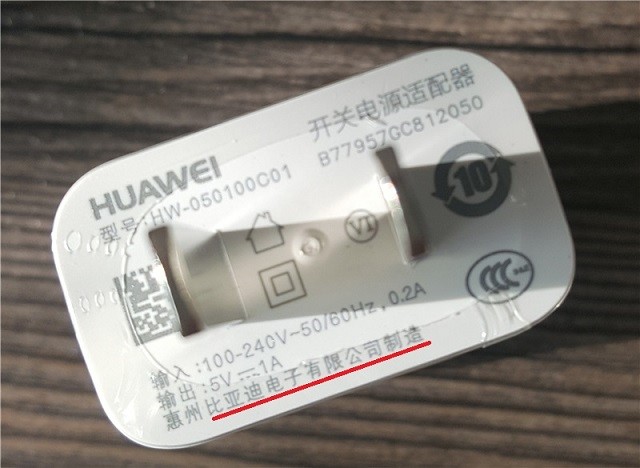 开关电源适配器
HUAWEI
B77957GC812050
型号:HW-050100C01
10
VI
CCC
输入:100-240V~50/60Hz, 0.2A
输出:5V⎓1A
惠州比亚迪电子有限公司制造